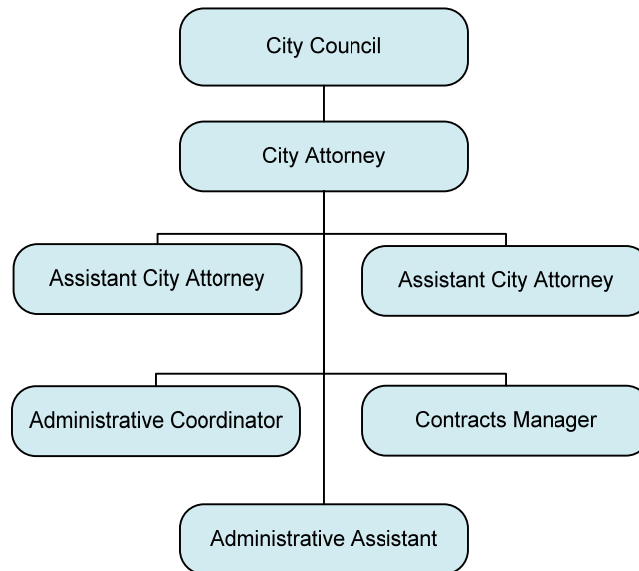 City Council
City Attorney
Assistant City Attorney
Assistant City Attorney
Administrative Coordinator
Contracts Manager
Administrative Assistant